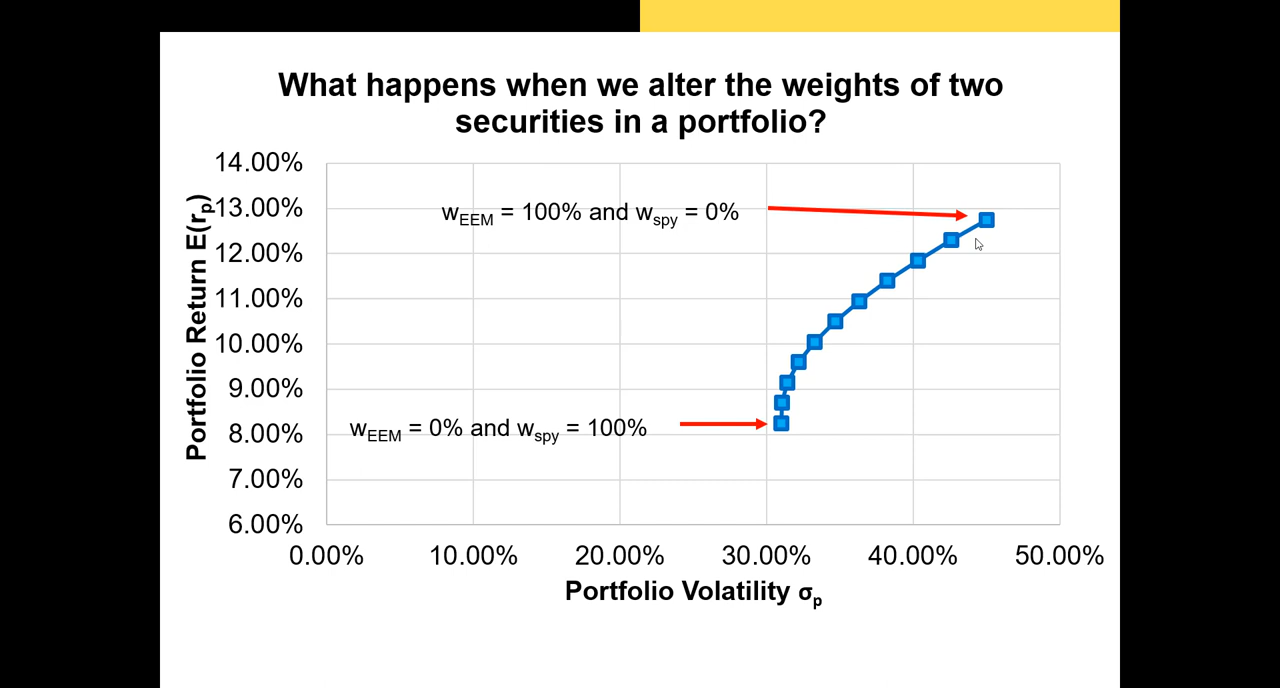 What happens when we alter the weights of two
securities in a portfolio?
14.00%
13.00%
12.00%
11.00%
10.00%
9.00%
8.00%
7.00%
6.00%
Portfolio Return E(rp)
wEEM = 100% and wspy = 0%
wEEM = 0% and wspy = 100%
0.00% 10.00% 20.00% 30.00% 40.00% 50.00%
Portfolio Volatility σp